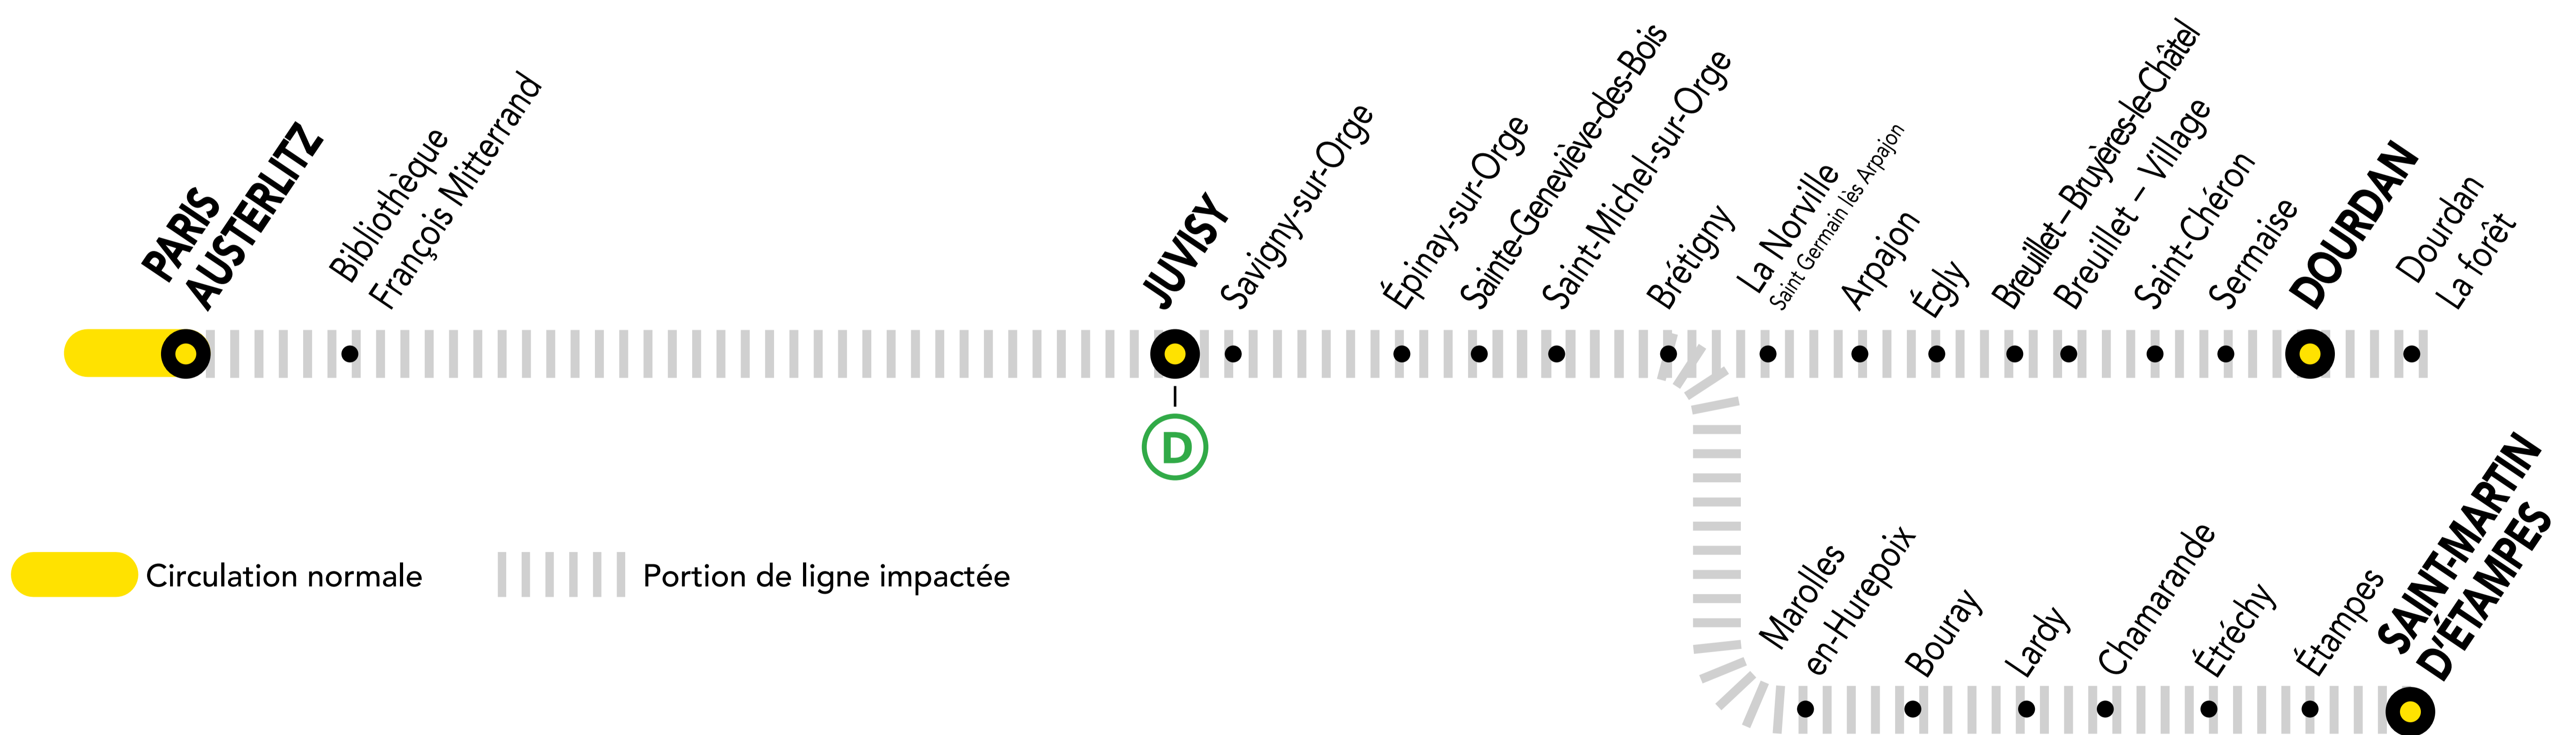 PARIS
AUSTERLITZ
Bibliothèque
François Mitterrand
JUVISY
Savigny-sur-Orge
Épinay-sur-Orge
Sainte-Geneviève-des-Bois
Saint-Michel-sur-Orge
Brétigny
La Norville
Saint Germain lès Arpajon
Arpajon
Égly
Breuillet – Bruyères-le-Châtel
Breuillet – Village
Saint-Chéron
Sermaise
DOURDAN
Dourdan
La forêt
D
Circulation normale
Portion de ligne impactée
Marolles
en-Hurepoix
Bouray
Lardy
Chamarande
Étréchy
Étampes
SAINT-MARTIN
D'ÉTAMPES